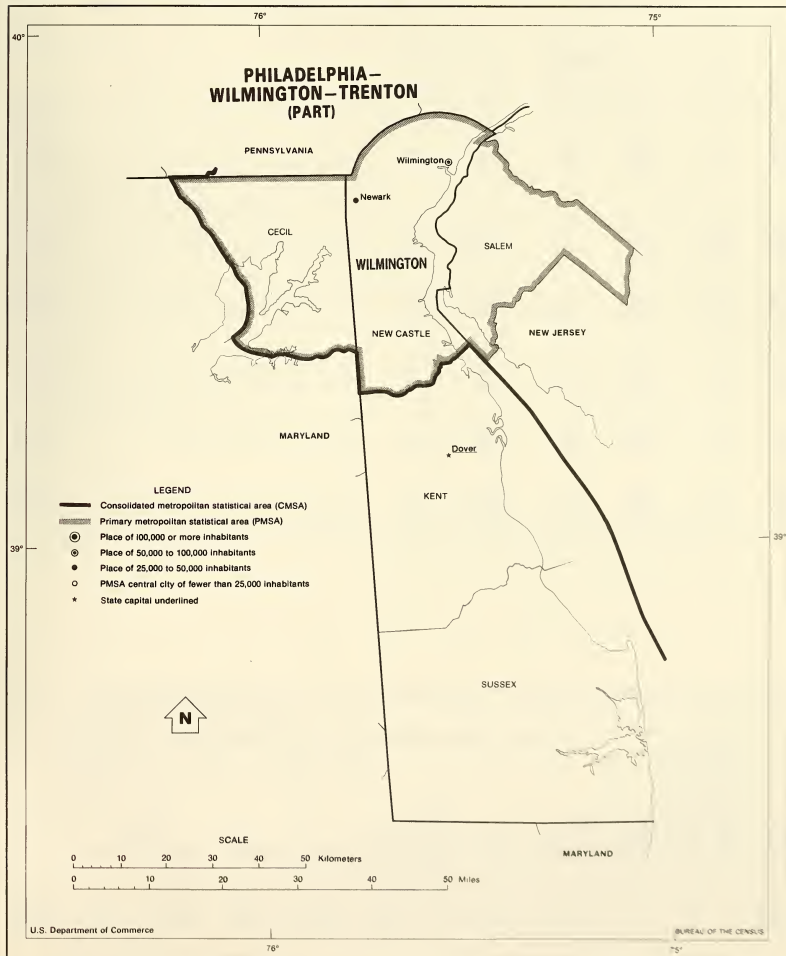 76°
75°
40°
PHILADELPHIA—
WILMINGTON—TRENTON
(PART)
PENNSYLVANIA
Wilmington
Newark
CECIL
SALEM
WILMINGTON
NEW CASTLE
NEW JERSEY
MARYLAND
Dover
KENT
LEGEND
Consolidated metropolitan statistical area (CMSA)
Primary metropolitan statistical area (PMSA)
Place of 100,000 or more inhabitants
Place of 50,000 to 100,000 inhabitants
Place of 25,000 to 50,000 inhabitants
PMSA central city of fewer than 25,000 inhabitants
State capital underlined
39°
39°
SUSSEX
N
SCALE
0 10 20 30 40 50 Kilometers
0 10 20 30 40 50 Miles
MARYLAND
U.S. Department of Commerce
BUREAU OF THE CENSUS
76°
75°